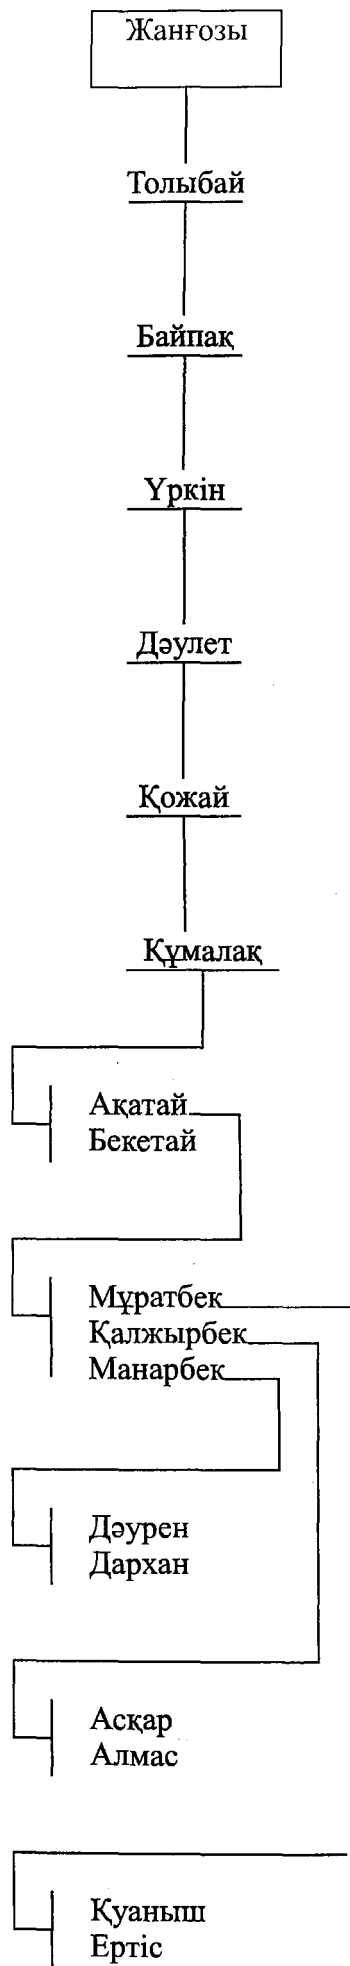 Жанғозы
Толыбай
Байпақ
Үркін
Дәулет
Қожай
Құмалақ
Ақатай
Бекетай
Мұратбек
Қалжырбек
Манарбек
Дәурен
Дархан
Асқар
Алмас
Қуаныш
Ертіс